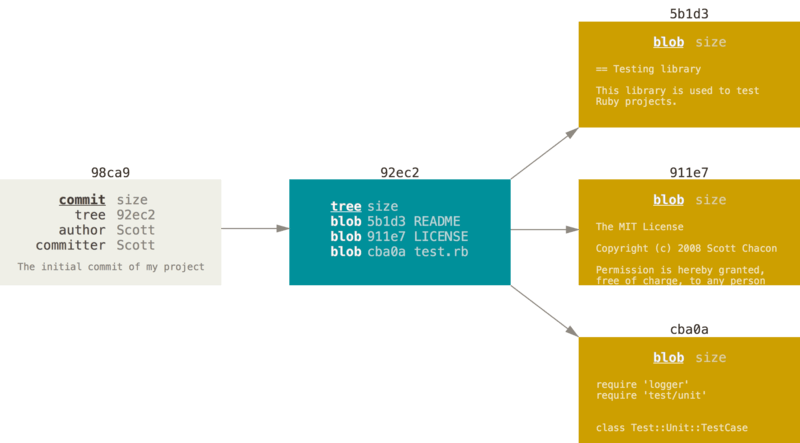 98ca9
commit size
tree 92ec2
author Scott
committer Scott
The initial commit of my project
92ec2
tree size
blob 5b1d3 README
blob 911e7 LICENSE
blob cba0a test.rb
5b1d3
blob size
== Testing library
This library is used to test
Ruby projects.
911e7
blob size
The MIT License
Copyright (c) 2008 Scott Chacon
Permission is hereby granted,
free of charge, to any person
cba0a
blob size
require 'logger'
require 'test/unit'
class Test::Unit::TestCase